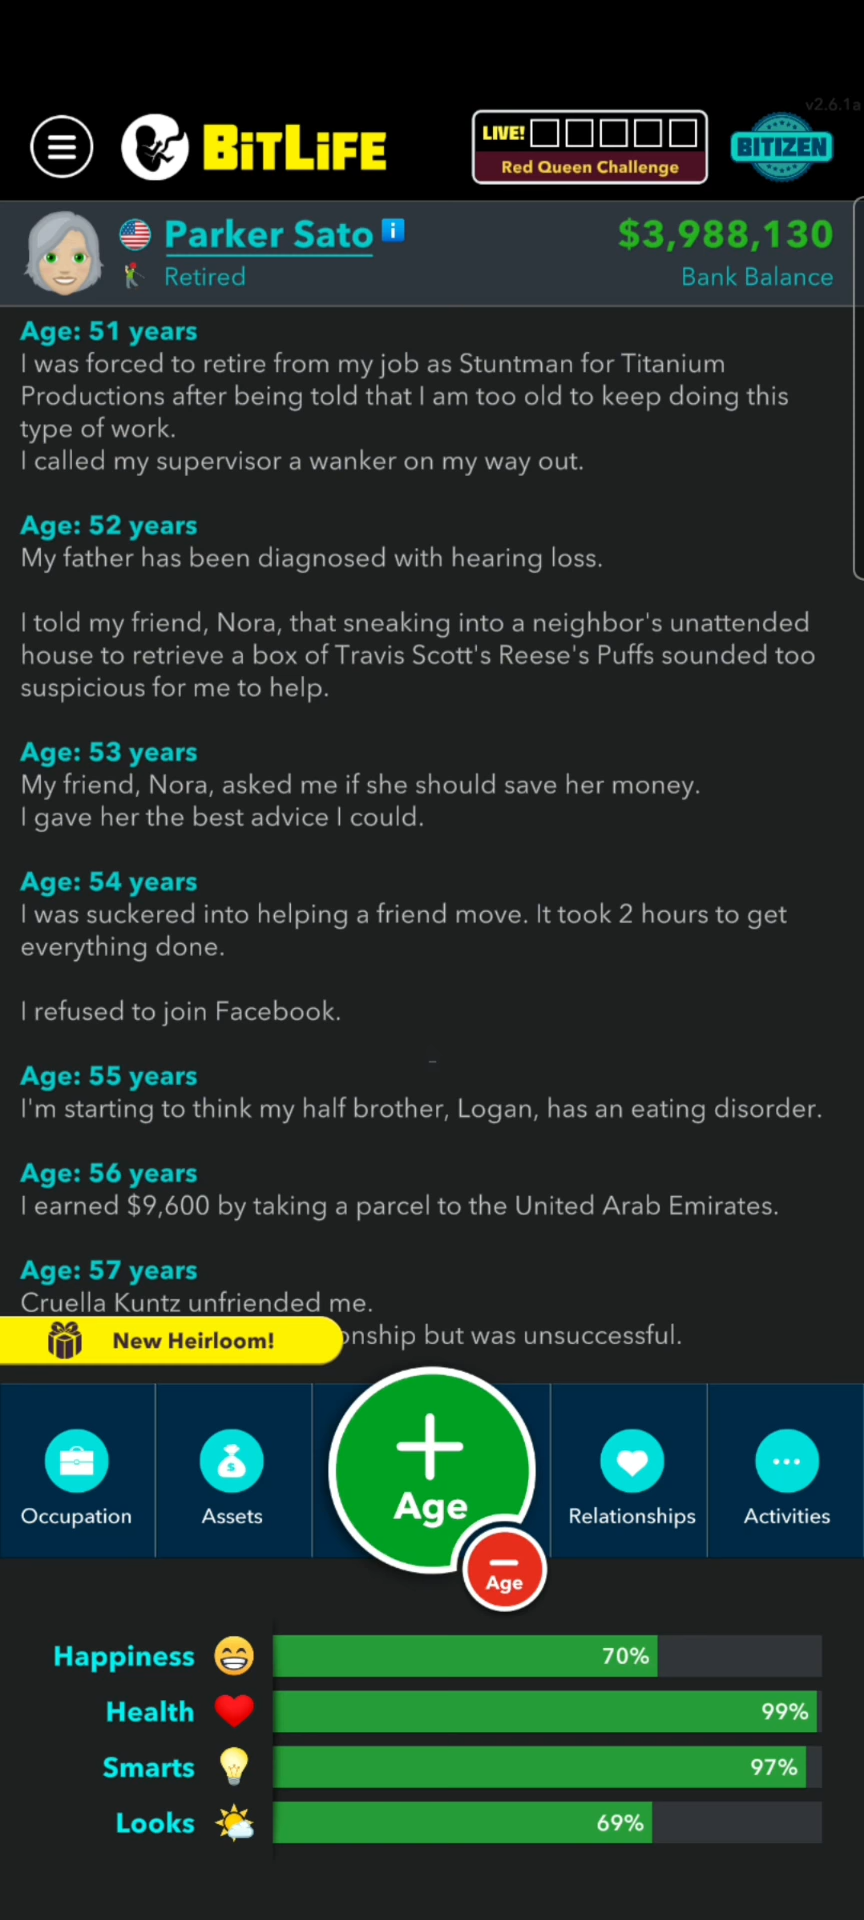 v2.6.1a
BITLIFE
LIVE!
Red Queen Challenge
BITIZEN
Parker Sato
$3,988,130
Retired
Bank Balance
Age: 51 years
I was forced to retire from my job as Stuntman for Titanium
Productions after being told that I am too old to keep doing this
type of work.
I called my supervisor a wanker on my way out.
Age: 52 years
My father has been diagnosed with hearing loss.
I told my friend, Nora, that sneaking into a neighbor's unattended
house to retrieve a box of Travis Scott's Reese's Puffs sounded too
suspicious for me to help.
Age: 53 years
My friend, Nora, asked me if she should save her money.
I gave her the best advice I could.
Age: 54 years
I was suckered into helping a friend move. It took 2 hours to get
everything done.
I refused to join Facebook.
Age: 55 years
I'm starting to think my half brother, Logan, has an eating disorder.
Age: 56 years
I earned $9,600 by taking a parcel to the United Arab Emirates.
Age: 57 years
Cruella Kuntz unfriended me.
New Heirloom!
but was unsuccessful.
Occupation
Assets
+
Age
Relationships
Activities
Age
Happiness
70%
Health
99%
Smarts
97%
Looks
69%